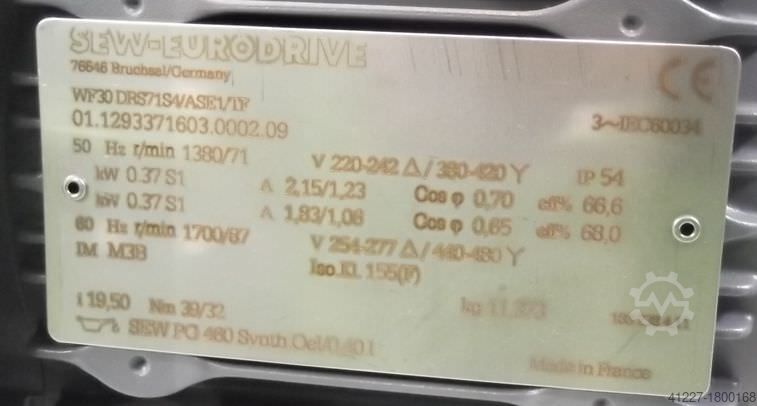 SEW-EURODRIVE
76646 Bruchsal/Germany
CE
WF30 DRS71S4/ASE1/TF
01.1293371603.0002.09
3~IEC60034
50 Hz r/min 1380/71
V 220-242 Δ/380-420 Y
IP 54
kW 0.37 S1
A 2,15/1,23
Cos φ 0,70
eff% 66,6
kW 0.37 S1
A 1,83/1,06
Cos φ 0,65
eff% 68,0
60 Hz r/min 1700/87
V 254-277 Δ/440-480 Y
IM M3B
Iso.Kl. 155(F)
i 19,50
Nm 39/32
kg
SEW PG 460 Synth.Oel/0,40 l
Made in France
41227-1800168